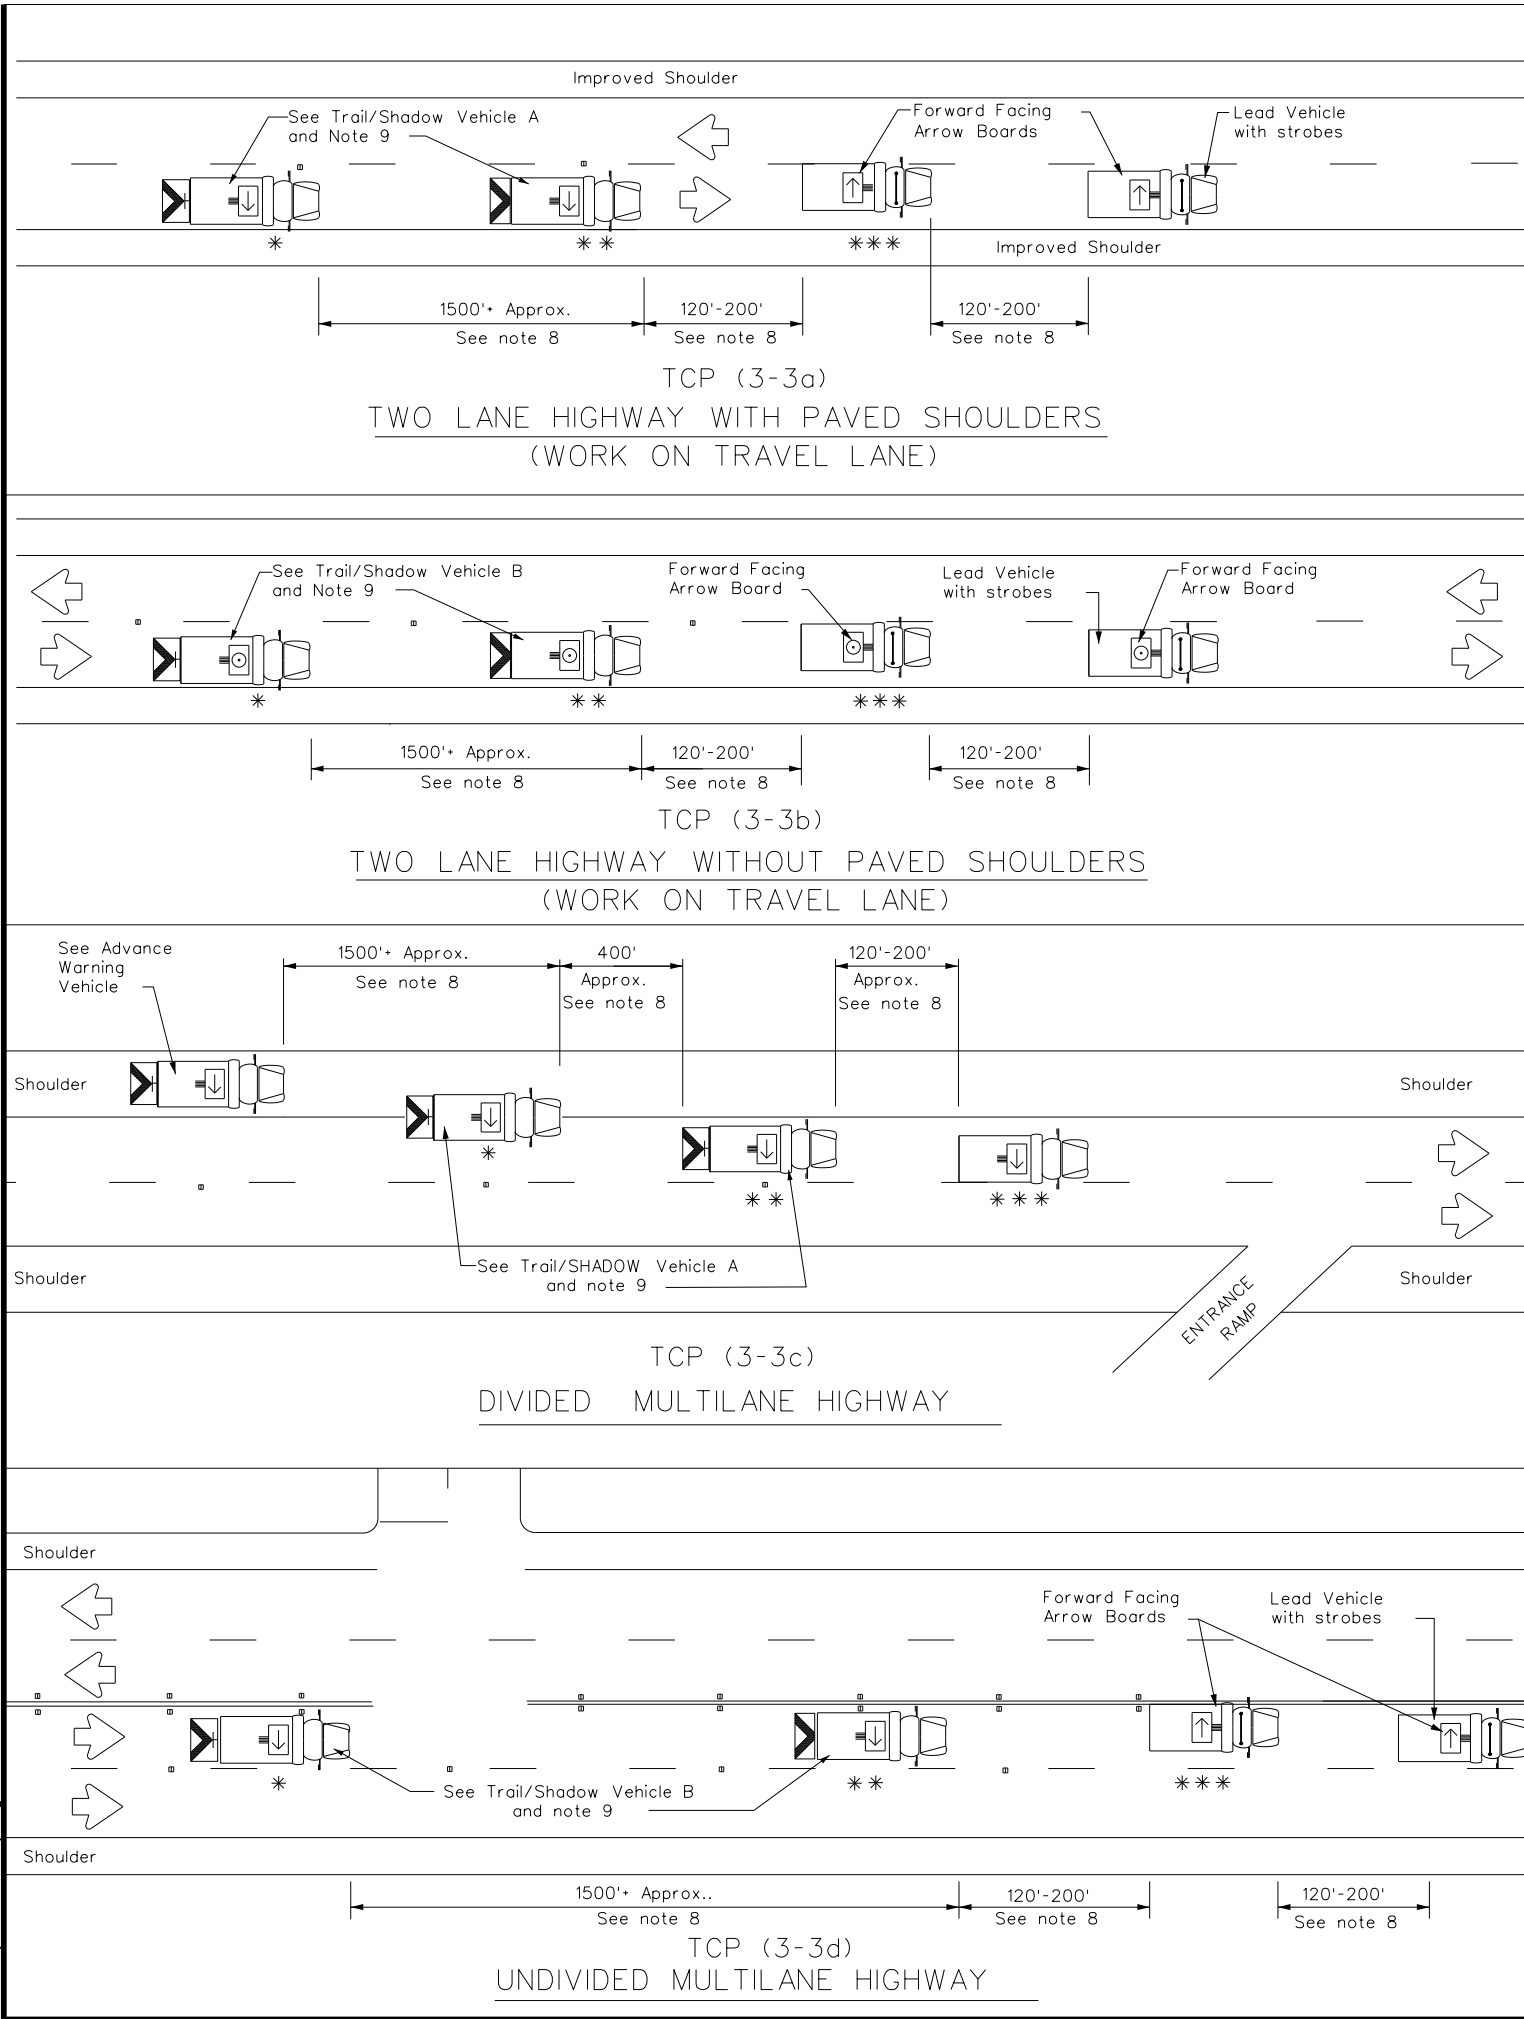 Improved Shoulder
See Trail/Shadow Vehicle A
and Note 9
Forward Facing
Arrow Boards
Lead Vehicle
with strobes
*
**
***
Improved Shoulder
1500'+ Approx.
See note 8
120'-200'
See note 8
120'-200'
See note 8
TCP (3-3a)
TWO LANE HIGHWAY WITH PAVED SHOULDERS
(WORK ON TRAVEL LANE)
See Trail/Shadow Vehicle B
and Note 9
Forward Facing
Arrow Board
Lead Vehicle
with strobes
Forward Facing
Arrow Board
*
**
***
1500'+ Approx.
See note 8
120'-200'
See note 8
120'-200'
See note 8
TCP (3-3b)
TWO LANE HIGHWAY WITHOUT PAVED SHOULDERS
(WORK ON TRAVEL LANE)
See Advance
Warning
Vehicle
1500'+ Approx.
See note 8
400'
Approx.
See note 8
120'-200'
Approx.
See note 8
Shoulder
Shoulder
*
**
***
See Trail/SHADOW Vehicle A
and note 9
Shoulder
Shoulder
ENTRANCE
RAMP
TCP (3-3c)
DIVIDED MULTILANE HIGHWAY
Shoulder
Forward Facing
Arrow Boards
Lead Vehicle
with strobes
*
**
***
See Trail/Shadow Vehicle B
and note 9
Shoulder
1500'+ Approx..
See note 8
120'-200'
See note 8
120'-200'
See note 8
TCP (3-3d)
UNDIVIDED MULTILANE HIGHWAY